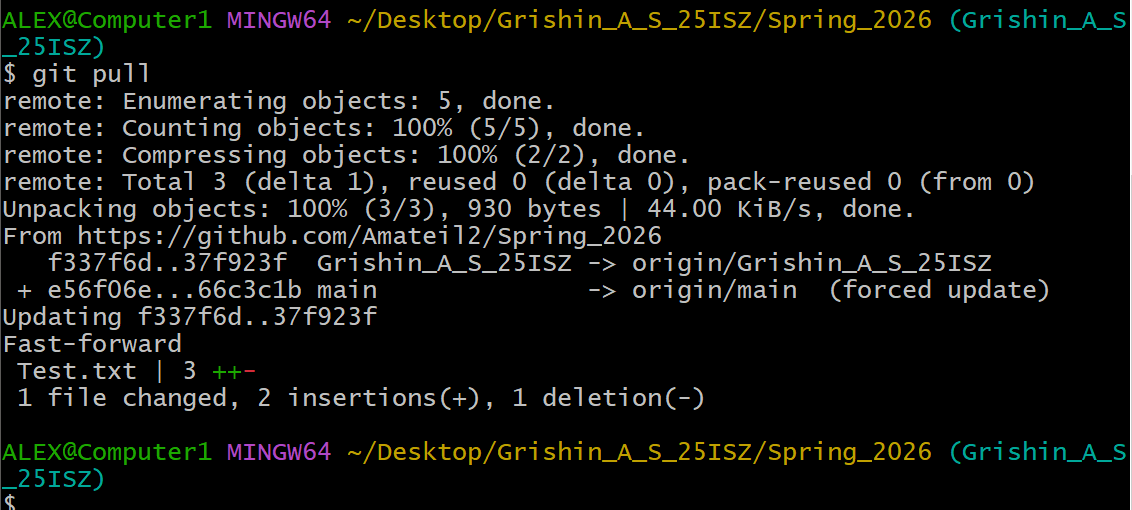 ALEX@Computer1 MINGW64 ~/Desktop/Grishin_A_S_25ISZ/Spring_2026 (Grishin_A_S
_25ISZ)
$ git pull
remote: Enumerating objects: 5, done.
remote: Counting objects: 100% (5/5), done.
remote: Compressing objects: 100% (2/2), done.
remote: Total 3 (delta 1), reused 0 (delta 0), pack-reused 0 (from 0)
Unpacking objects: 100% (3/3), 930 bytes | 44.00 KiB/s, done.
From https://github.com/Amateil2/Spring_2026
   f337f6d..37f923f  Grishin_A_S_25ISZ -> origin/Grishin_A_S_25ISZ
 + e56f06e...66c3c1b main              -> origin/main  (forced update)
Updating f337f6d..37f923f
Fast-forward
 Test.txt | 3 ++-
 1 file changed, 2 insertions(+), 1 deletion(-)
ALEX@Computer1 MINGW64 ~/Desktop/Grishin_A_S_25ISZ/Spring_2026 (Grishin_A_S
_25ISZ)
$